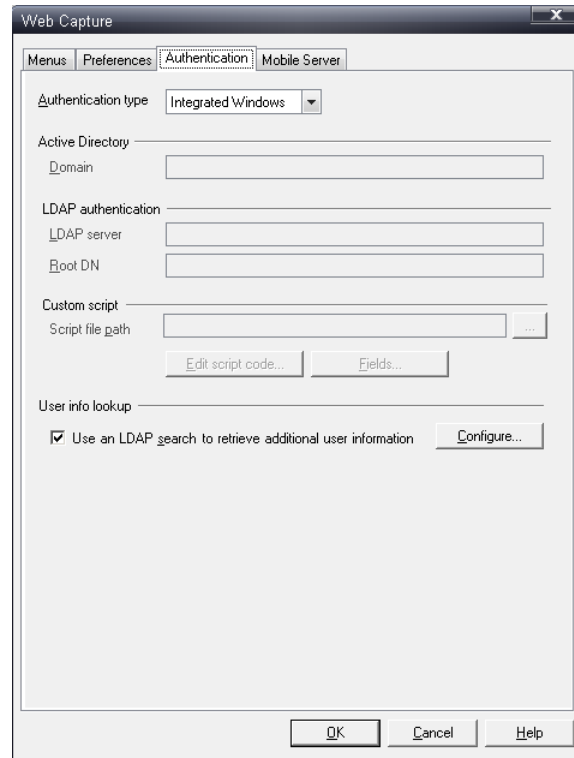 Web Capture
Menus Preferences Authentication Mobile Server
Authentication type Integrated Windows
Active Directory
Domain
LDAP authentication
LDAP server
Root DN
Custom script
Script file path ...
Edit script code... Fields...
User info lookup
Use an LDAP search to retrieve additional user information Configure...
OK Cancel Help